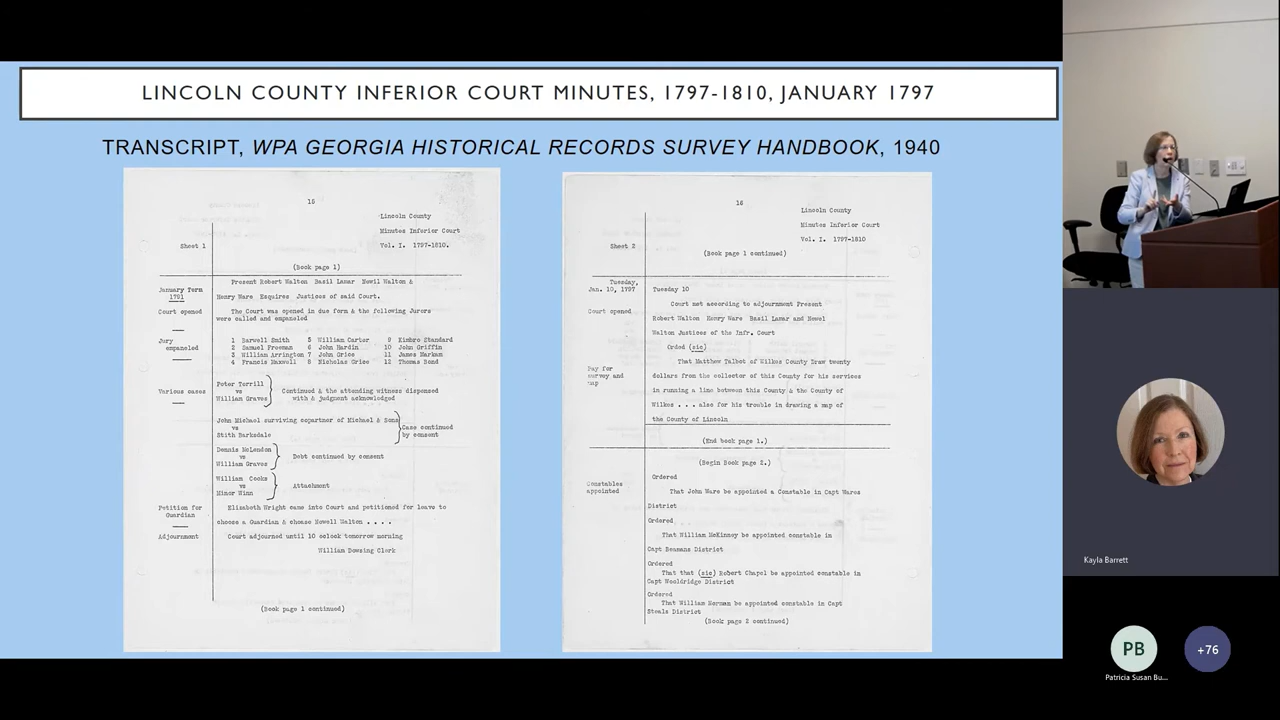 LINCOLN COUNTY INFERIOR COURT MINUTES, 1797-1810, JANUARY 1797
TRANSCRIPT, WPA GEORGIA HISTORICAL RECORDS SURVEY HANDBOOK, 1940
15
Lincoln County
Minutes Inferior Court
Vol. I. 1797-1810.
Sheet 1
(Book page 1)
January Term
1791
Present Robert Walton Basil Lamar Newil Walton &
Henry Ware Esquires Justices of said Court.
Court opened
The Court was opened in due form & the following Jurors
were called and empaneled
Jury
empaneled
1 Barwell Smith 5 William Carter 9 Kimbro Standard
2 Samuel Freeman 6 John Hardin 10 John Griffin
3 William Arrington 7 John Grice 11 James Markam
4 Francis Maxwell 8 Nicholas Grice 12 Thomas Bond
Various cases
Peter Terrill
vs
William Graves
Continued & the attending witness dispensed
with & judgment acknowledged
John Michael surviving copartner of Michael & Sons
vs
Stith Barksdale
Case continued
by consent
Dennis McLendon
vs
William Graves
Debt continued by consent
William Cooks
vs
Minor Winn
Attachment
Petition for
Guardian
Elizabeth Wright came into Court and petitioned for leave to
choose a Guardian & choase Howell Walton . . . .
Adjournment
Court adjourned until 10 oclock tomorrow morning
William Dowsing Clerk
(Book page 1 continued)
16
Lincoln County
Minutes Inferior Court
Vol. I. 1797-1810
Sheet 2
(Book page 1 continued)
Tuesday,
Jan. 10, 1797
Tuesday 10
Court opened
Court met according to adjournment Present
Robert Walton Henry Ware Basil Lamar and Newel
Walton Justices of the Infr. Court
Orded (sic)
Pay for
survey and
map
That Matthew Talbot of Wilkes County Draw twenty
dollars from the collector of this County for his services
in running a line between this County & the County of
Wilkes . . . also for his trouble in drawing a map of
the County of Lincoln
(End book page 1.)
(Begin Book page 2.)
Constables
appointed
Ordered
That John Ware be appointed a Constable in Capt Wares
District
Ordered
That William McKinney be appointed constable in
Capt Beamans District
Ordered
That that (sic) Robert Chapel be appointed constable in
Capt Wooldridge District
Ordered
That William Norman be appointed constable in Capt
Steals District
(Book page 2 continued)
Kayla Barrett
PB
+76
Patricia Susan Bu...